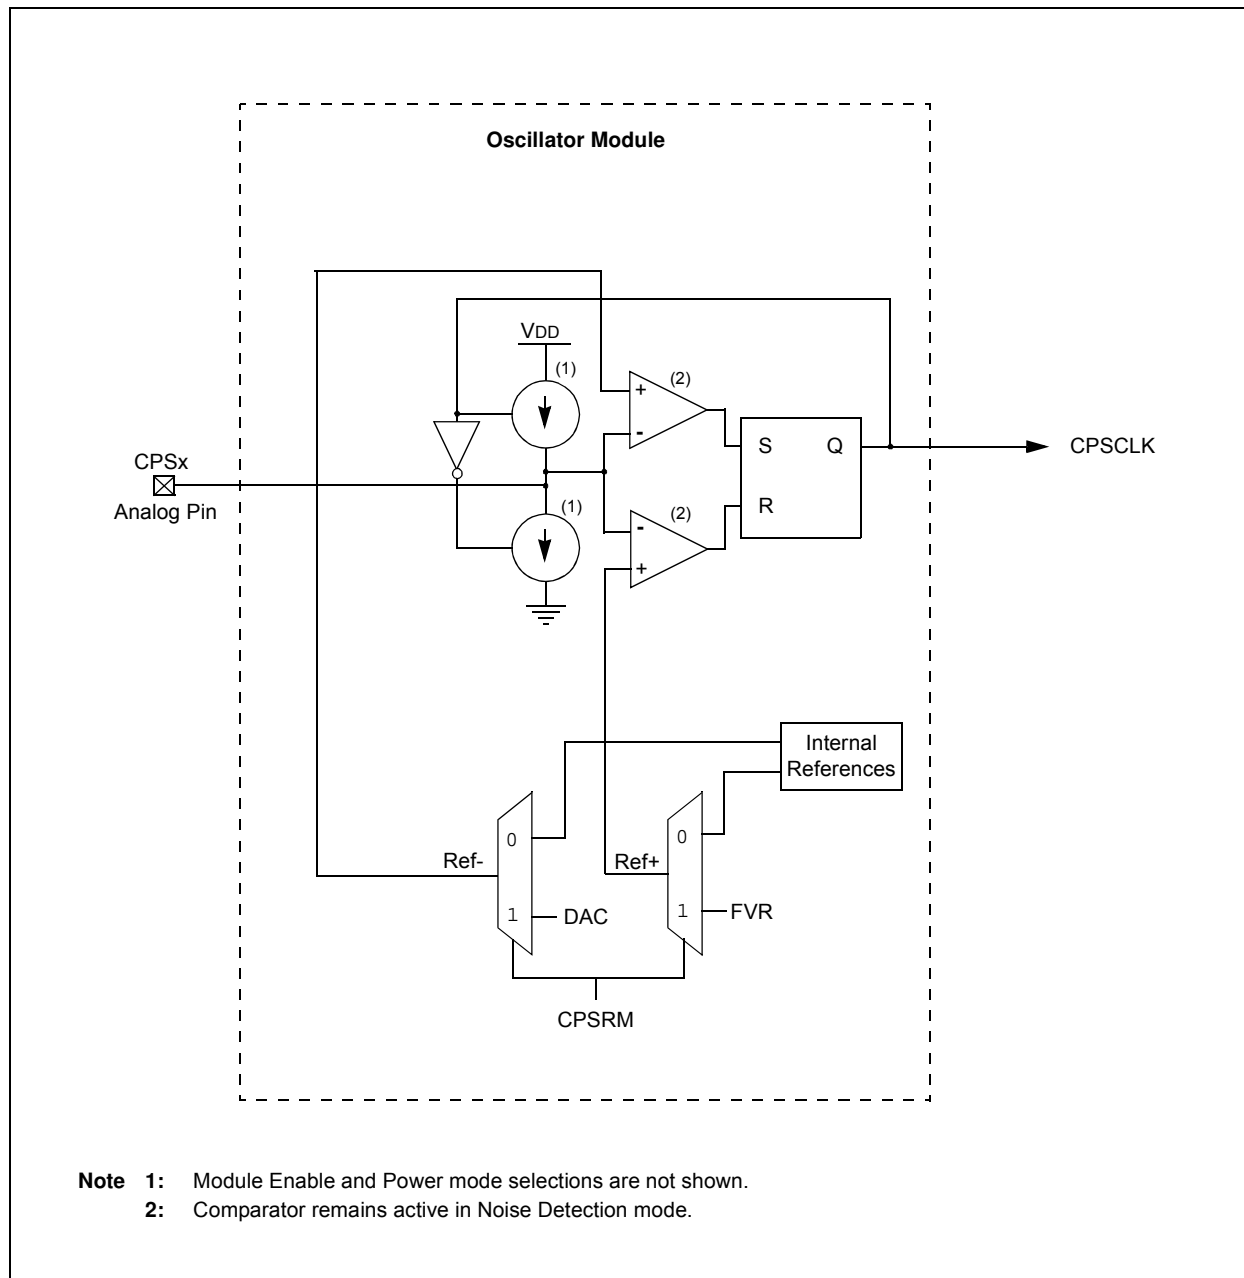 Oscillator Module
VDD
(1)
(2)
+
-
S Q
CPSCLK
CPSx
Analog Pin
(1)
(2)
R
-
+
Internal
References
0
0
Ref-
Ref+
1
DAC
1
FVR
CPSRM
Note 1: Module Enable and Power mode selections are not shown.
2: Comparator remains active in Noise Detection mode.